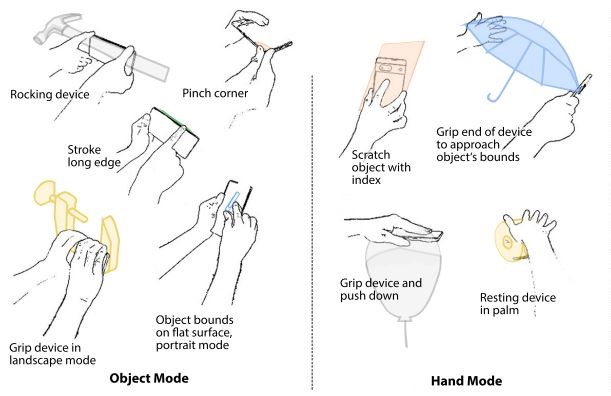 Rocking device
Pinch corner
Stroke
long edge
Grip device in
landscape mode
Object bounds
on flat surface,
portrait mode
Object Mode
Scratch
object with
index
Grip end of device
to approach
object's bounds
Grip device and
push down
Resting device
in palm
Hand Mode